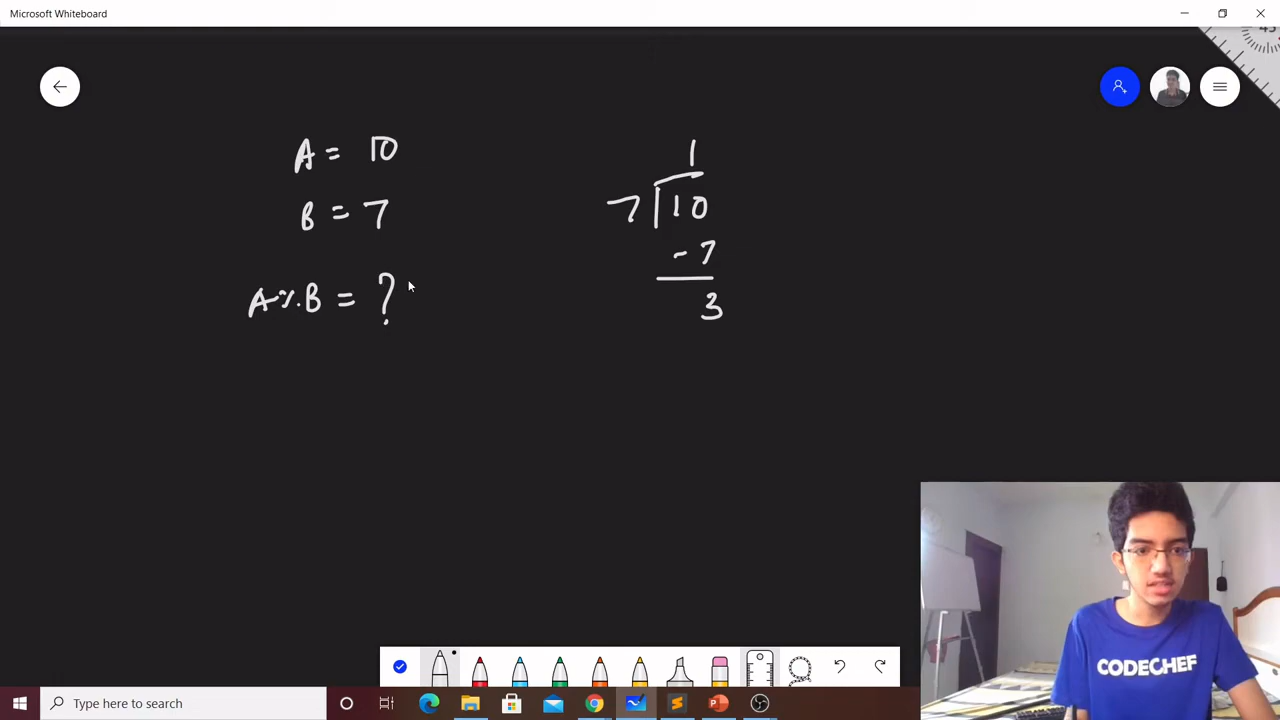 Microsoft Whiteboard
A = 10
B = 7
A%B = ?
1
7 10
- 7
3
CODECHEF
Type here to search